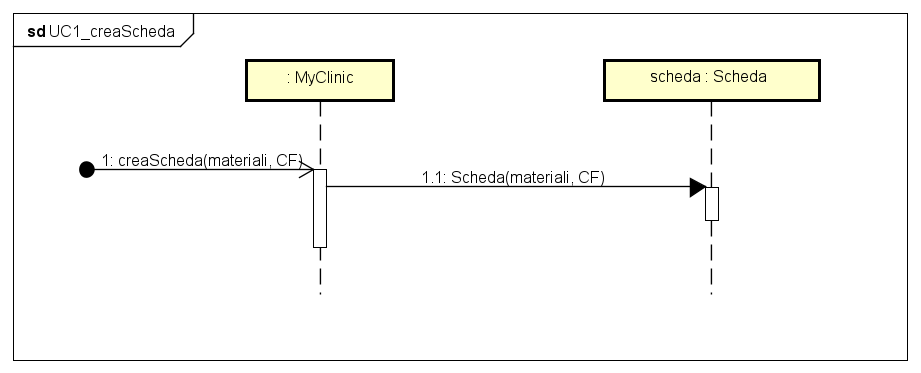 sd UC1_creaScheda
: MyClinic
scheda : Scheda
1: creaScheda(materiali, CF)
1.1: Scheda(materiali, CF)